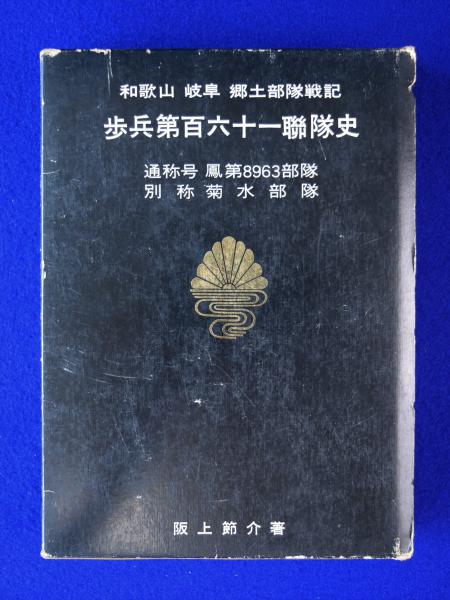 和歌山 岐阜 郷土部隊戦記
歩兵第百六十一聯隊史
通称号 鳳第8963部隊
別称菊水部隊
阪上節介著